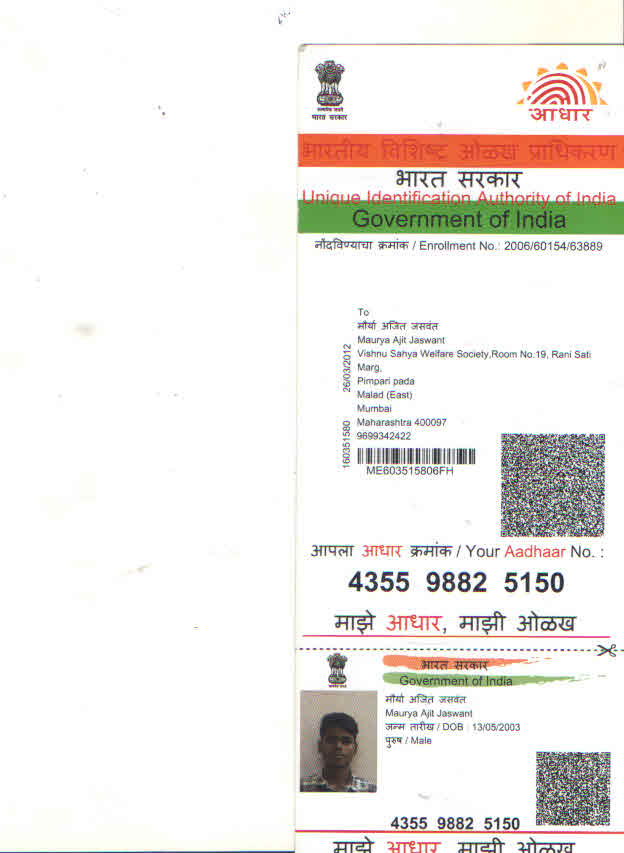 भारत सरकार
आधार
भारतीय विशिष्ट ओळख प्राधिकरण
भारत सरकार
Unique Identification Authority of India
Government of India
नोंदविण्याचा क्रमांक / Enrollment No.: 2006/60154/63889
To
मौर्या अजित जसवंत
Maurya Ajit Jaswant
Vishnu Sahya Welfare Society,Room No.19, Rani Sati
Marg,
Pimpari pada
Malad (East)
Mumbai
Maharashtra 400097
9699342422
26/03/2012
160351580
ME603515806FH
आपला आधार क्रमांक / Your Aadhaar No. :
4355 9882 5150
माझे आधार, माझी ओळख
भारत सरकार
Government of India
मौर्या अजित जसवंत
Maurya Ajit Jaswant
जन्म तारीख / DOB : 13/05/2003
पुरुष / Male
4355 9882 5150
माझे आधार, माझी ओळख